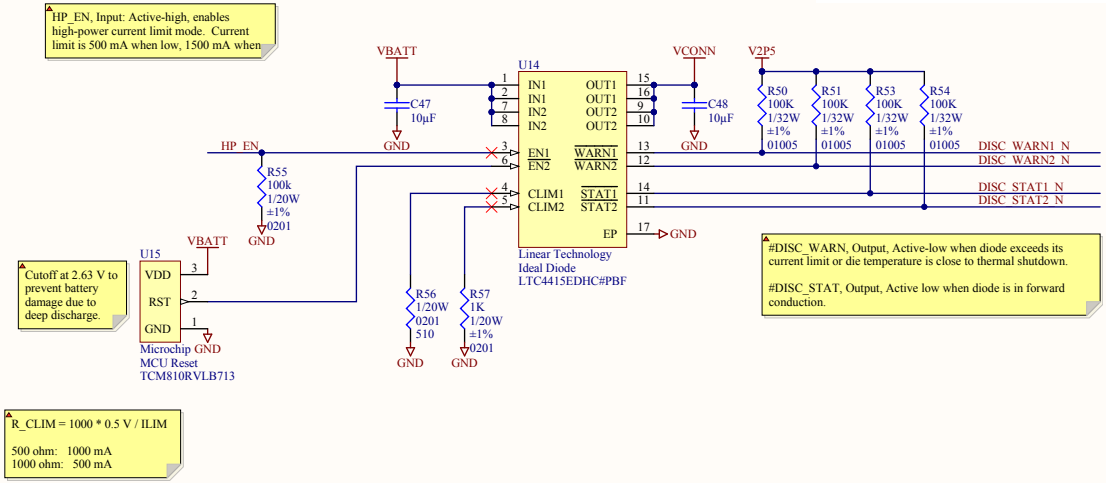 HP_EN, Input: Active-high, enables
high-power current limit mode.  Current
limit is 500 mA when low, 1500 mA when
VBATT
VCONN
V2P5
U14
1 IN1 OUT1 15
2 IN1 OUT1 16
7 IN2 OUT2 9
8 IN2 OUT2 10
C47
10µF
GND
C48
10µF
GND
R50
100K
1/32W
±1%
01005
R51
100K
1/32W
±1%
01005
R53
100K
1/32W
±1%
01005
R54
100K
1/32W
±1%
01005
HP_EN
3 EN1 WARN1 13
6 EN2 WARN2 12
4 CLIM1 STAT1 14
5 CLIM2 STAT2 11
EP 17 GND
DISC_WARN1_N
DISC_WARN2_N
DISC_STAT1_N
DISC_STAT2_N
Linear Technology
Ideal Diode
LTC4415EDHC#PBF
R55
100k
1/20W
±1%
0201
GND
VBATT
U15
VDD 3
RST 2
GND 1
GND
Microchip
MCU Reset
TCM810RVLB713
Cutoff at 2.63 V to
prevent battery
damage due to
deep discharge.
R56
1/20W
0201
510
GND
R57
1K
1/20W
±1%
0201
GND
#DISC_WARN, Output, Active-low when diode exceeds its
current limit or die temperature is close to thermal shutdown.
#DISC_STAT, Output, Active low when diode is in forward
conduction.
R_CLIM = 1000 * 0.5 V / ILIM
500 ohm:   1000 mA
1000 ohm:   500 mA